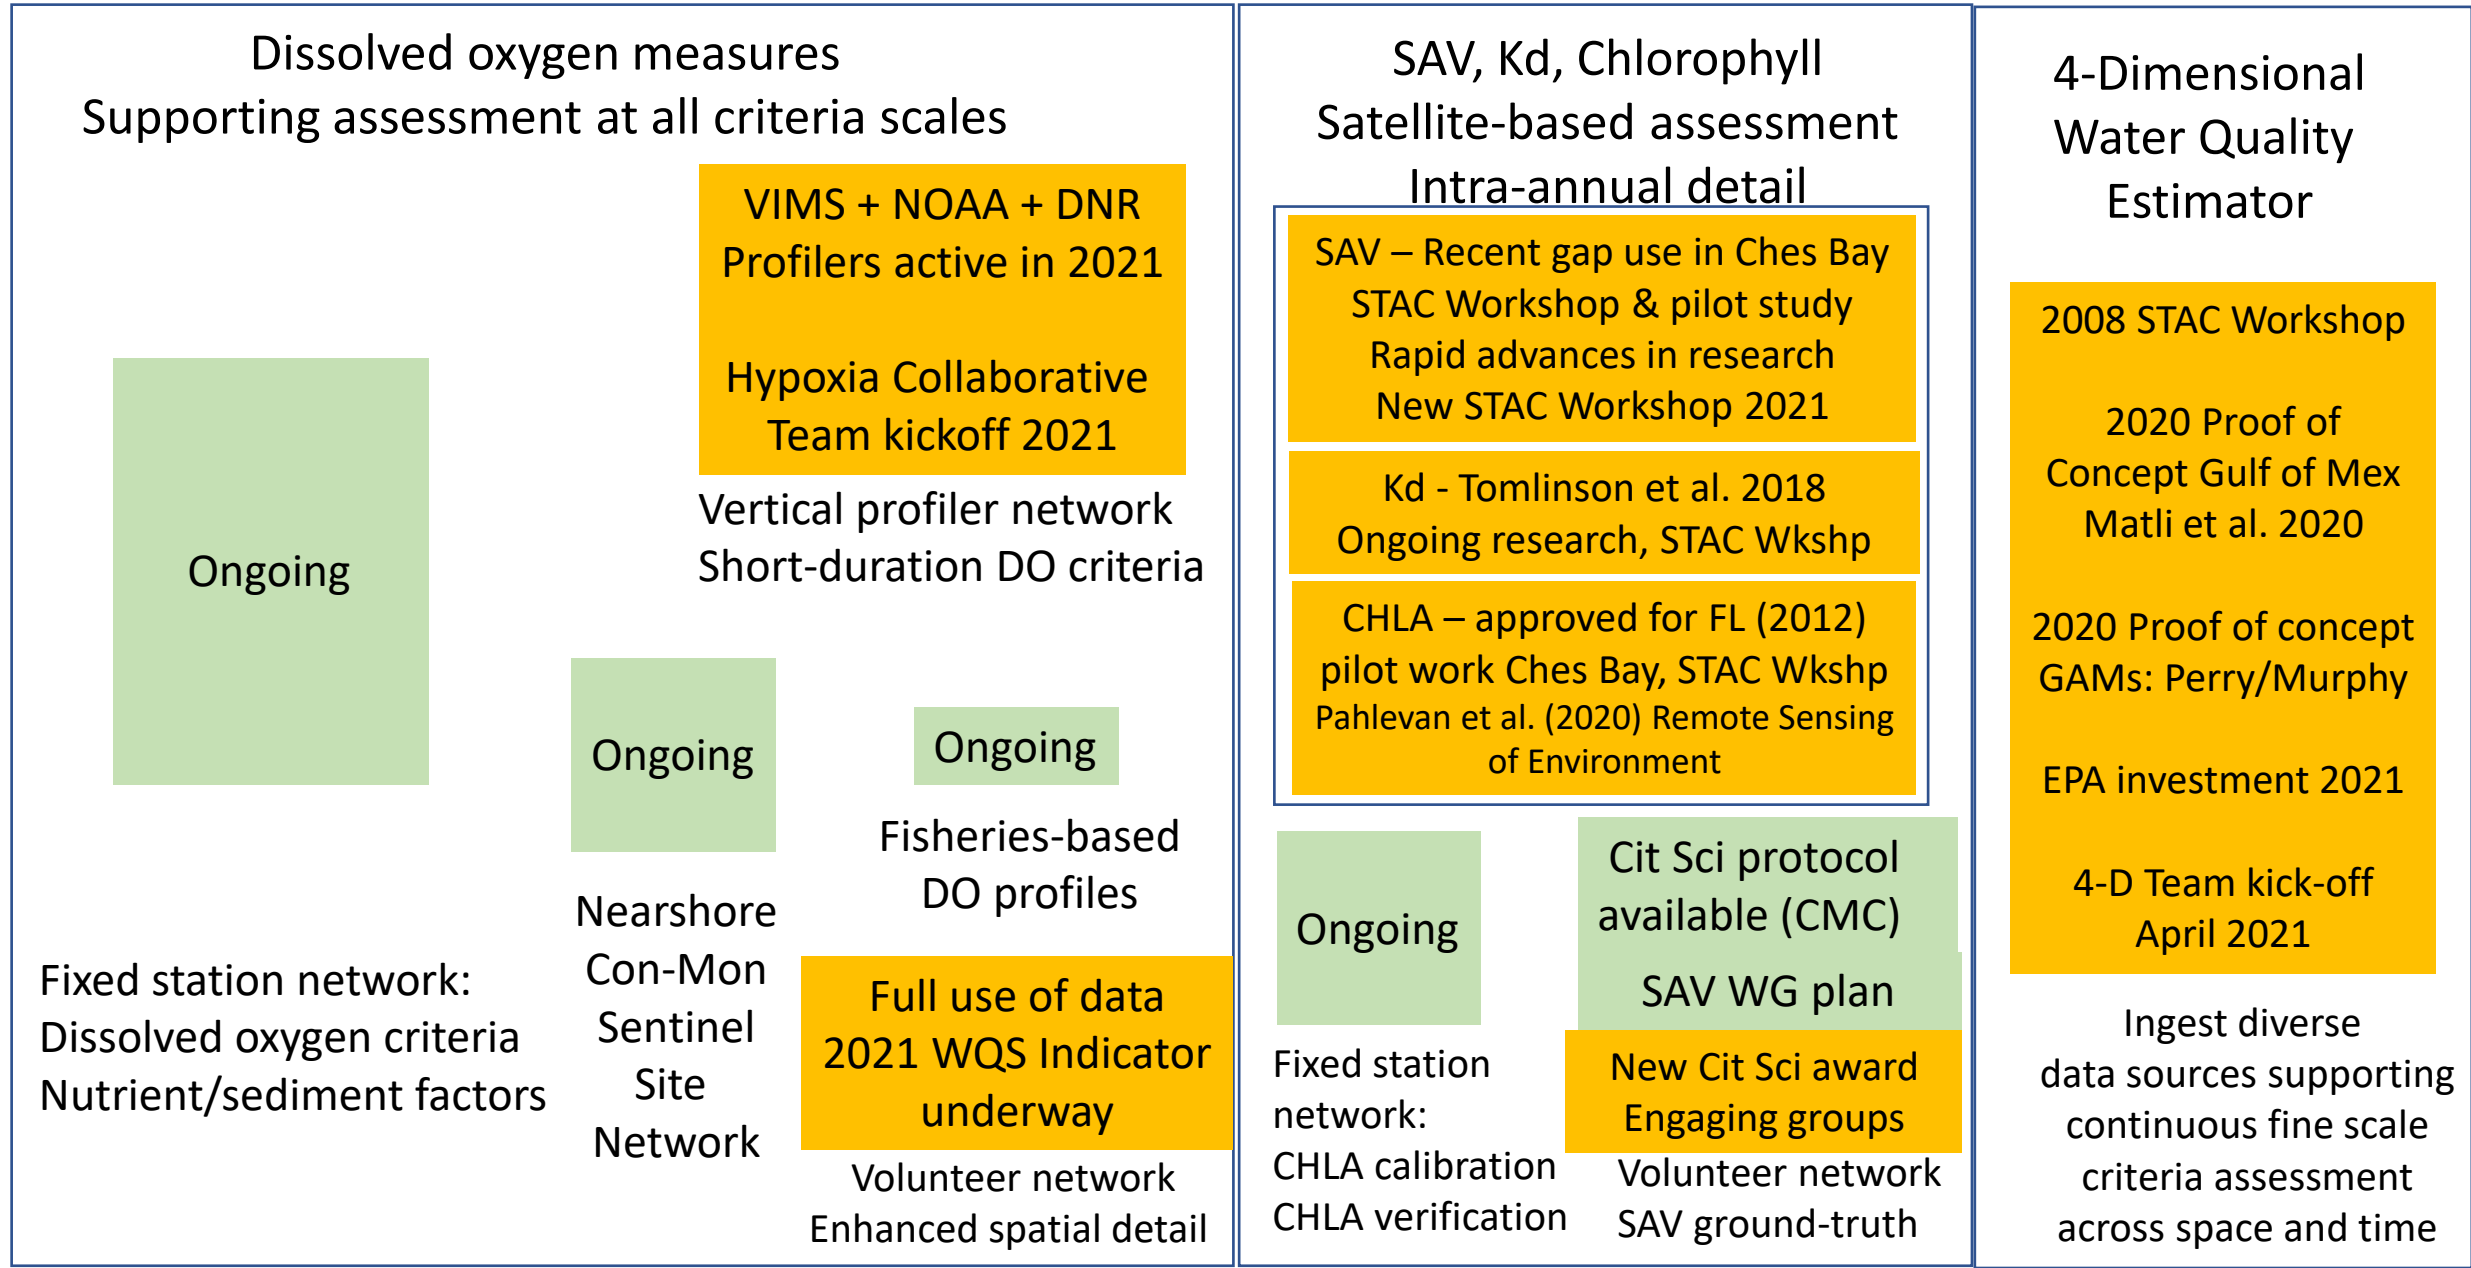 Dissolved oxygen measures
Supporting assessment at all criteria scales
VIMS + NOAA + DNR
Profilers active in 2021
Hypoxia Collaborative
Team kickoff 2021
Vertical profiler network
Short-duration DO criteria
Ongoing
Fixed station network:
Dissolved oxygen criteria
Nutrient/sediment factors
Ongoing
Nearshore
Con-Mon
Sentinel
Site
Network
Ongoing
Fisheries-based
DO profiles
Full use of data
2021 WQS Indicator
underway
Volunteer network
Enhanced spatial detail
SAV, Kd, Chlorophyll
Satellite-based assessment
Intra-annual detail
SAV – Recent gap use in Ches Bay
STAC Workshop & pilot study
Rapid advances in research
New STAC Workshop 2021
Kd - Tomlinson et al. 2018
Ongoing research, STAC Wkshp
CHLA – approved for FL (2012)
pilot work Ches Bay, STAC Wkshp
Pahlevan et al. (2020) Remote Sensing
of Environment
Ongoing
Fixed station
network:
CHLA calibration
CHLA verification
Cit Sci protocol
available (CMC)
SAV WG plan
New Cit Sci award
Engaging groups
Volunteer network
SAV ground-truth
4-Dimensional
Water Quality
Estimator
2008 STAC Workshop
2020 Proof of
Concept Gulf of Mex
Matli et al. 2020
2020 Proof of concept
GAMs: Perry/Murphy
EPA investment 2021
4-D Team kick-off
April 2021
Ingest diverse
data sources supporting
continuous fine scale
criteria assessment
across space and time